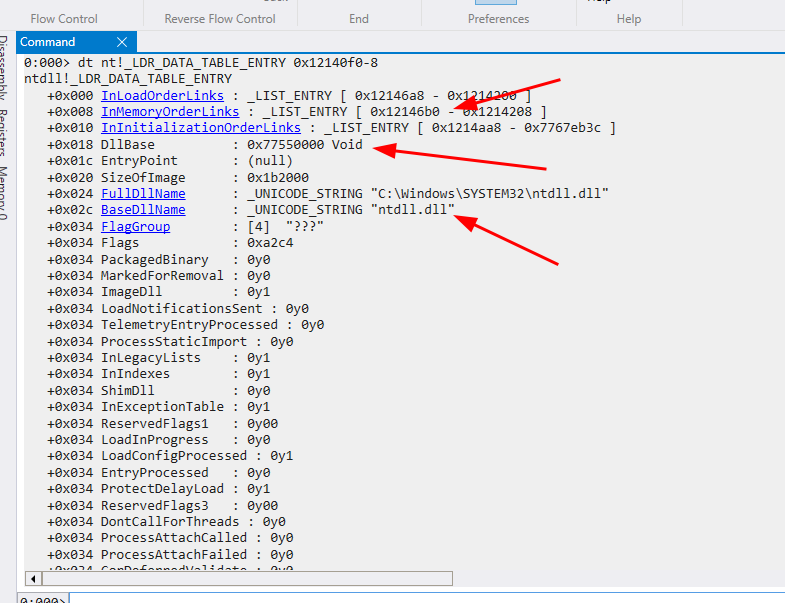 Help
Flow Control
Reverse Flow Control
End
Preferences
Help
Disassembly
Registers
Memory 0
Command
0:000> dt nt!_LDR_DATA_TABLE_ENTRY 0x12140f0-8
ntdll!_LDR_DATA_TABLE_ENTRY
+0x000 InLoadOrderLinks : _LIST_ENTRY [ 0x12146a8 - 0x1214200 ]
+0x008 InMemoryOrderLinks : _LIST_ENTRY [ 0x12146b0 - 0x1214208 ]
+0x010 InInitializationOrderLinks : _LIST_ENTRY [ 0x1214aa8 - 0x7767eb3c ]
+0x018 DllBase : 0x77550000 Void
+0x01c EntryPoint : (null)
+0x020 SizeOfImage : 0x1b2000
+0x024 FullDllName : _UNICODE_STRING "C:\Windows\SYSTEM32\ntdll.dll"
+0x02c BaseDllName : _UNICODE_STRING "ntdll.dll"
+0x034 FlagGroup : [4] "???"
+0x034 Flags : 0xa2c4
+0x034 PackagedBinary : 0y0
+0x034 MarkedForRemoval : 0y0
+0x034 ImageDll : 0y1
+0x034 LoadNotificationsSent : 0y0
+0x034 TelemetryEntryProcessed : 0y0
+0x034 ProcessStaticImport : 0y0
+0x034 InLegacyLists : 0y1
+0x034 InIndexes : 0y1
+0x034 ShimDll : 0y0
+0x034 InExceptionTable : 0y1
+0x034 ReservedFlags1 : 0y00
+0x034 LoadInProgress : 0y0
+0x034 LoadConfigProcessed : 0y1
+0x034 EntryProcessed : 0y0
+0x034 ProtectDelayLoad : 0y1
+0x034 ReservedFlags3 : 0y00
+0x034 DontCallForThreads : 0y0
+0x034 ProcessAttachCalled : 0y0
+0x034 ProcessAttachFailed : 0y0
+0x034 CorDeferredValidate : 0y0
0:000>